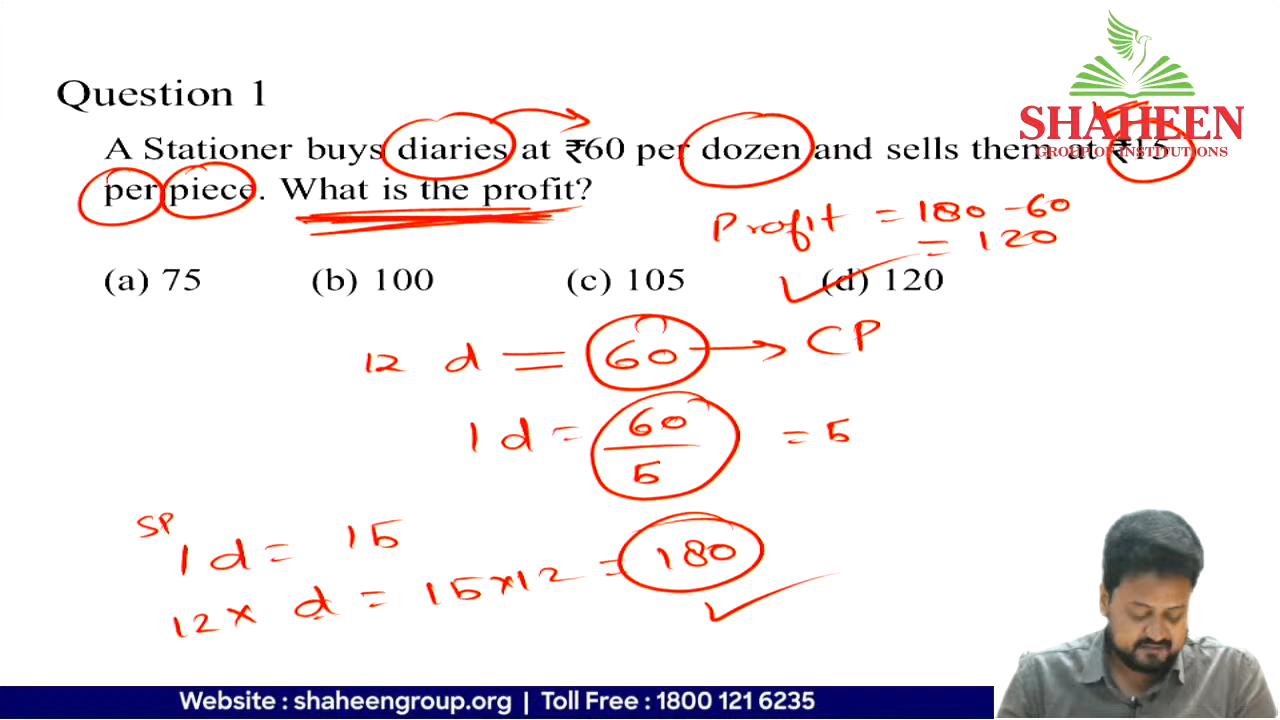 SHAHEEN
GROUP OF INSTITUTIONS
Question 1
A Stationer buys diaries at ₹60 per dozen and sells them ₹15
per piece. What is the profit?
Profit = 180 - 60
= 120
(a) 75 (b) 100 (c) 105 (d) 120
12 d = 60 → CP
1 d = 60/5 = 5
SP
1 d = 15
12 × d = 15×12 = 180
Website : shaheengroup.org | Toll Free : 1800 121 6235